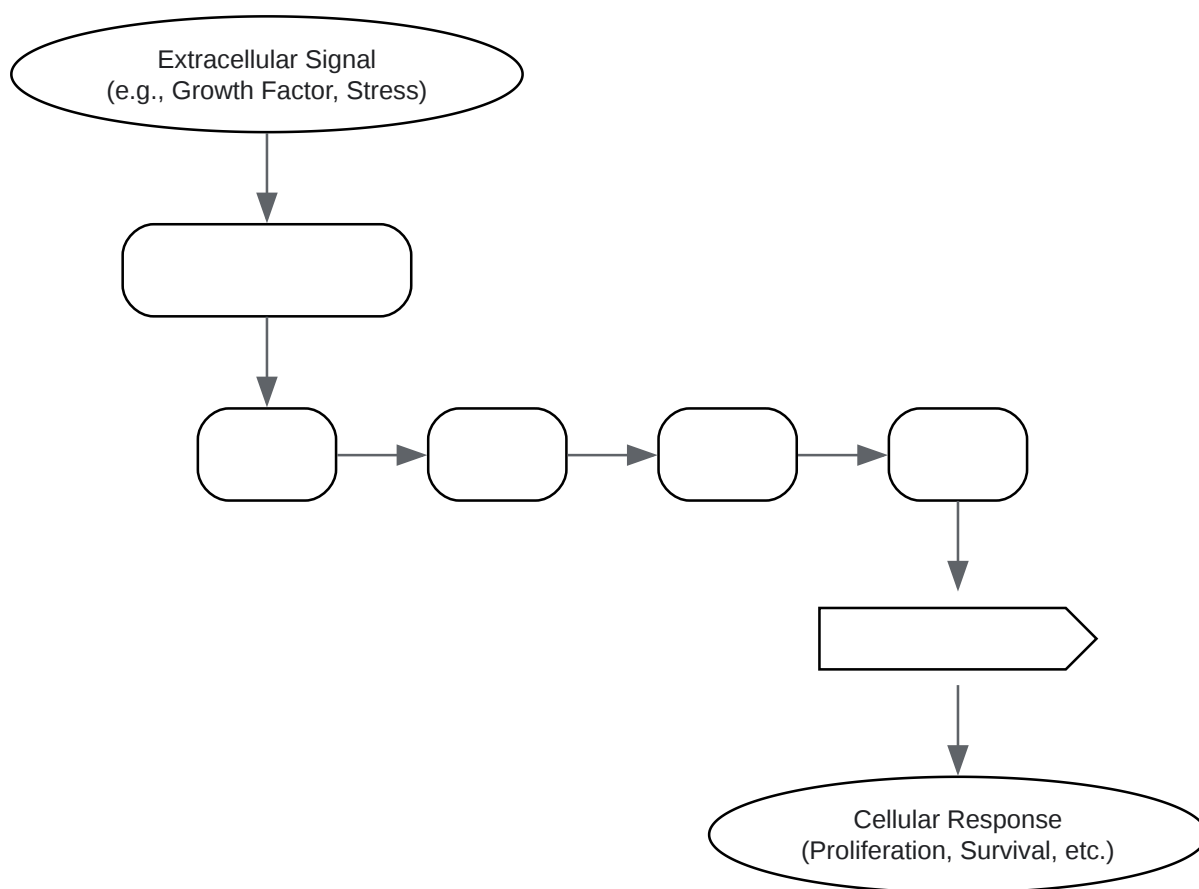 Extracellular Signal
(e.g., Growth Factor, Stress)
Cellular Response
(Proliferation, Survival, etc.)